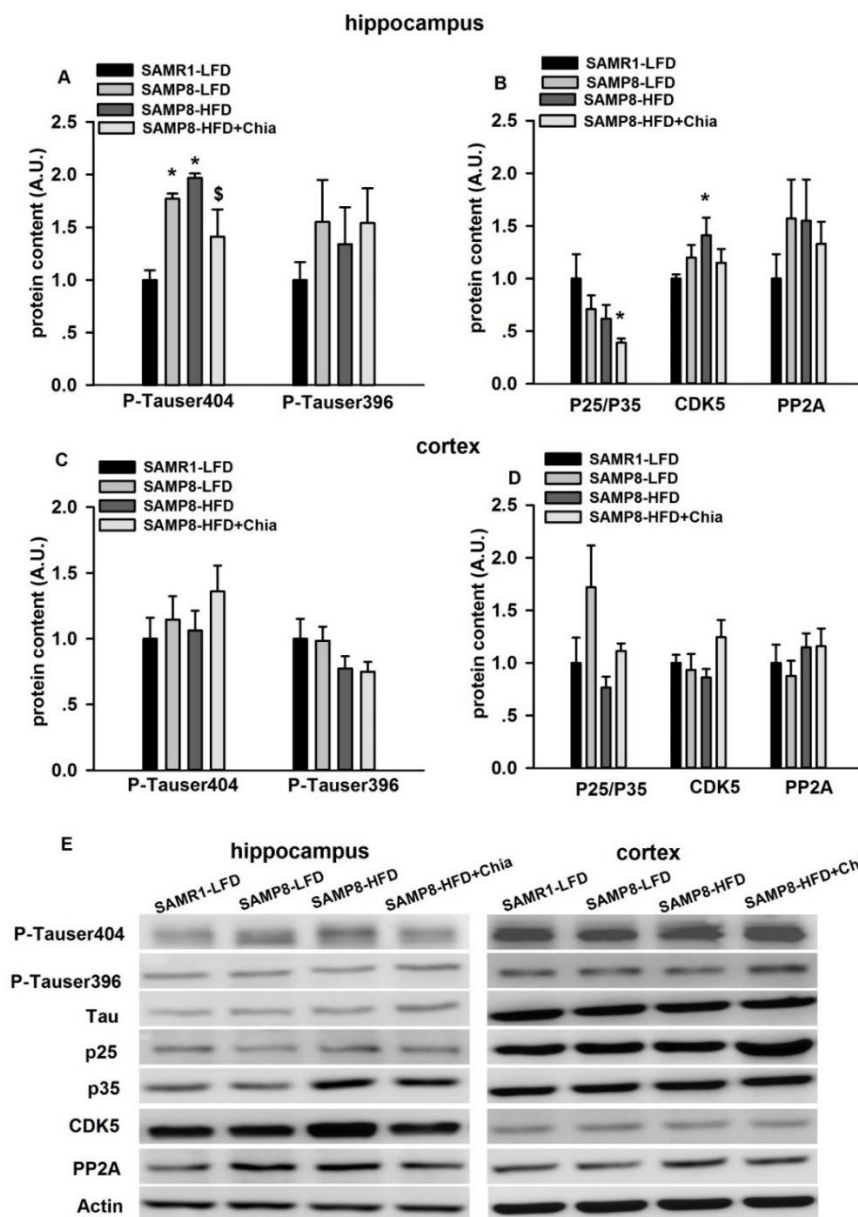 hippocampus
A
SAMR1-LFD
SAMP8-LFD
SAMP8-HFD
SAMP8-HFD+Chia
protein content (A.U.)
2.5
2.0
1.5
1.0
.5
0.0
*
*
$
P-Tauser404
P-Tauser396
B
SAMR1-LFD
SAMP8-LFD
SAMP8-HFD
SAMP8-HFD+Chia
protein content (A.U.)
2.5
2.0
1.5
1.0
.5
0.0
*
*
P25/P35
CDK5
PP2A
cortex
C
SAMR1-LFD
SAMP8-LFD
SAMP8-HFD
SAMP8-HFD+Chia
protein content (A.U.)
2.0
1.5
1.0
.5
0.0
P-Tauser404
P-Tauser396
D
SAMR1-LFD
SAMP8-LFD
SAMP8-HFD
SAMP8-HFD+Chia
protein content (A.U.)
2.5
2.0
1.5
1.0
.5
0.0
P25/P35
CDK5
PP2A
E
hippocampus
cortex
SAMR1-LFD
SAMP8-LFD
SAMP8-HFD
SAMP8-HFD+Chia
SAMR1-LFD
SAMP8-LFD
SAMP8-HFD
SAMP8-HFD+Ch
P-Tauser404
P-Tauser396
Tau
p25
p35
CDK5
PP2A
Actin